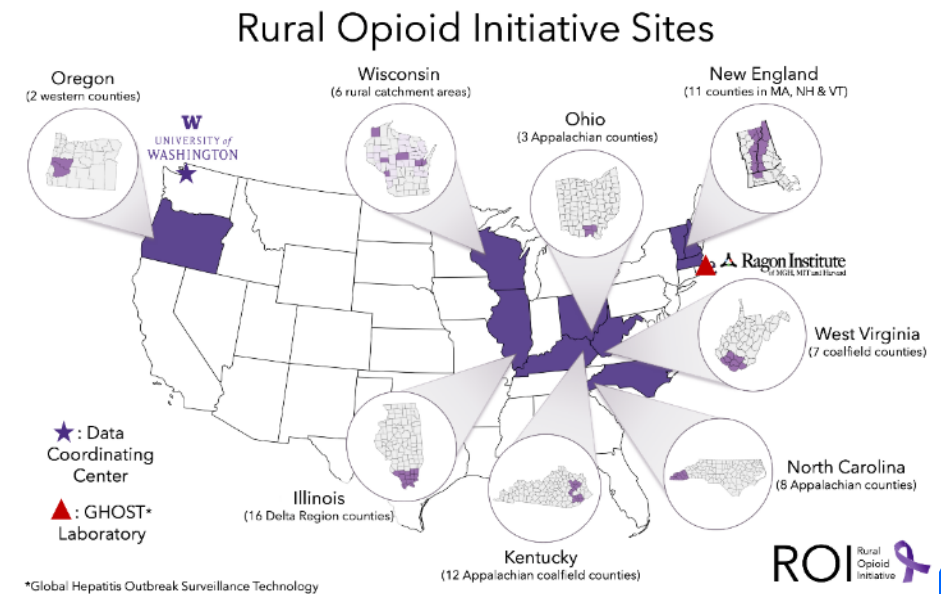 Rural Opioid Initiative Sites
Oregon
(2 western counties)
Wisconsin
(6 rural catchment areas)
New England
(11 counties in MA, NH & VT)
Ohio
(3 Appalachian counties)
W
UNIVERSITY of
WASHINGTON
Ragon Institute
of MGH, MIT and Harvard
West Virginia
(7 coalfield counties)
★: Data
Coordinating
Center
▲: GHOST*
Laboratory
Illinois
(16 Delta Region counties)
North Carolina
(8 Appalachian counties)
Kentucky
(12 Appalachian coalfield counties)
ROI
Rural
Opioid
Initiative
*Global Hepatitis Outbreak Surveillance Technology